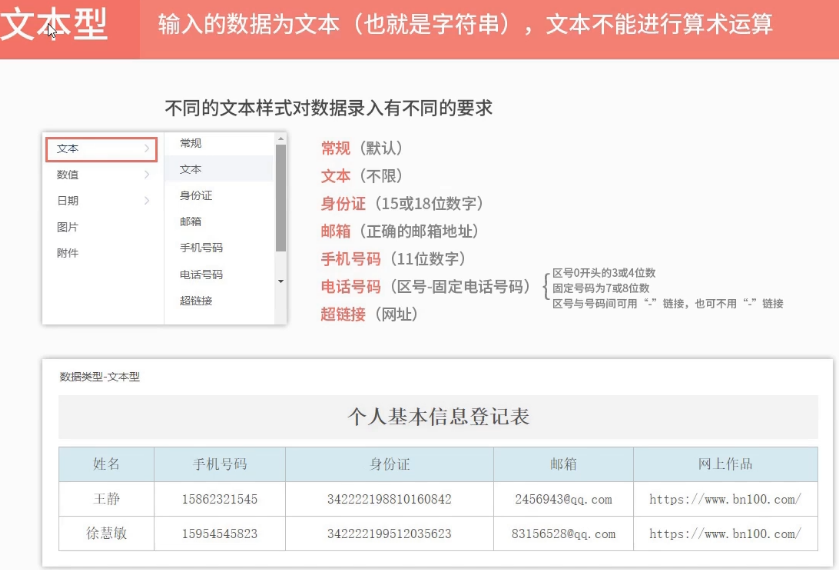 文本型
输入的数据为文本（也就是字符串），文本不能进行算术运算
不同的文本样式对数据录入有不同的要求
文本
数值
日期
图片
附件
常规
文本
身份证
邮箱
手机号码
电话号码
超链接
常规（默认）
文本（不限）
身份证（15或18位数字）
邮箱（正确的邮箱地址）
手机号码（11位数字）
电话号码（区号-固定电话号码）
区号0开头的3或4位数
固定号码为7或8位数
区号与号码间可用“-”链接，也可不用“-”链接
超链接（网址）
数据类型-文本型
个人基本信息登记表
姓名 手机号码 身份证 邮箱 网上作品
王静 15862321545 342222198810160842 2456943@qq.com https://www.bn100.com/
徐慧敏 15954545823 342222199512035623 83156528@qq.com https://www.bn100.com/